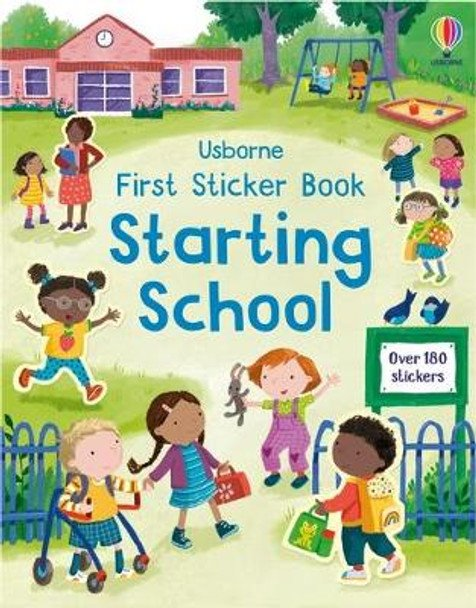 USBORNE
Usborne
First Sticker Book
Starting
School
Over 180
stickers